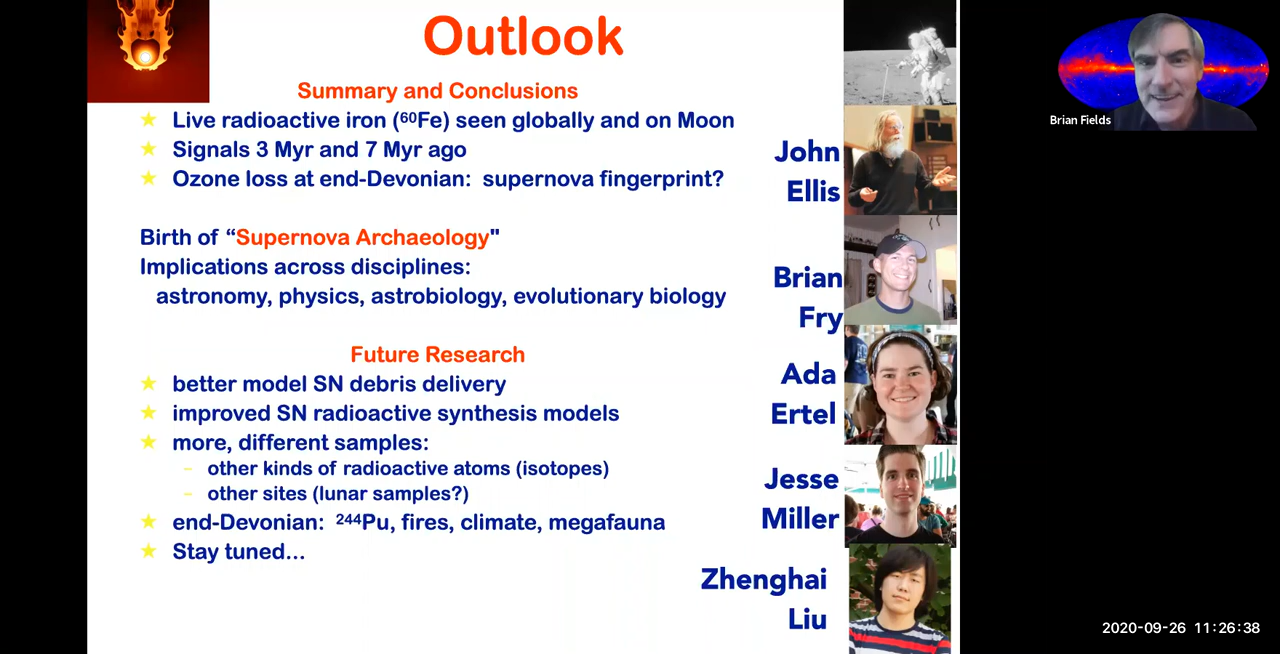 Outlook
Summary and Conclusions
Live radioactive iron (⁶⁰Fe) seen globally and on Moon
Signals 3 Myr and 7 Myr ago
Ozone loss at end-Devonian: supernova fingerprint?
Birth of “Supernova Archaeology"
Implications across disciplines:
astronomy, physics, astrobiology, evolutionary biology
Future Research
better model SN debris delivery
improved SN radioactive synthesis models
more, different samples:
– other kinds of radioactive atoms (isotopes)
– other sites (lunar samples?)
end-Devonian: ²⁴⁴Pu, fires, climate, megafauna
Stay tuned...
John
Ellis
Brian
Fry
Ada
Ertel
Jesse
Miller
Zhenghai
Liu
Brian Fields
2020-09-26 11:26:38